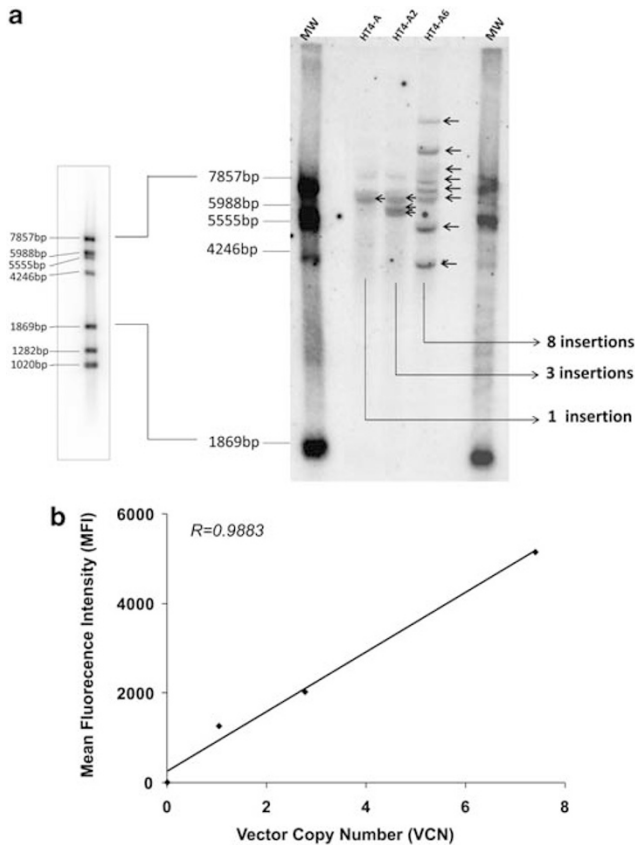 a
MW
HT4-A
HT4-A2
HT4-A6
MW
7857bp
5988bp
5555bp
4246bp
1869bp
1282bp
1020bp
7857bp
5988bp
5555bp
4246bp
1869bp
8 insertions
3 insertions
1 insertion
b
R=0.9883
Mean Fluorecence Intensity (MFI)
6000
4000
2000
0
0 2 4 6 8
Vector Copy Number (VCN)